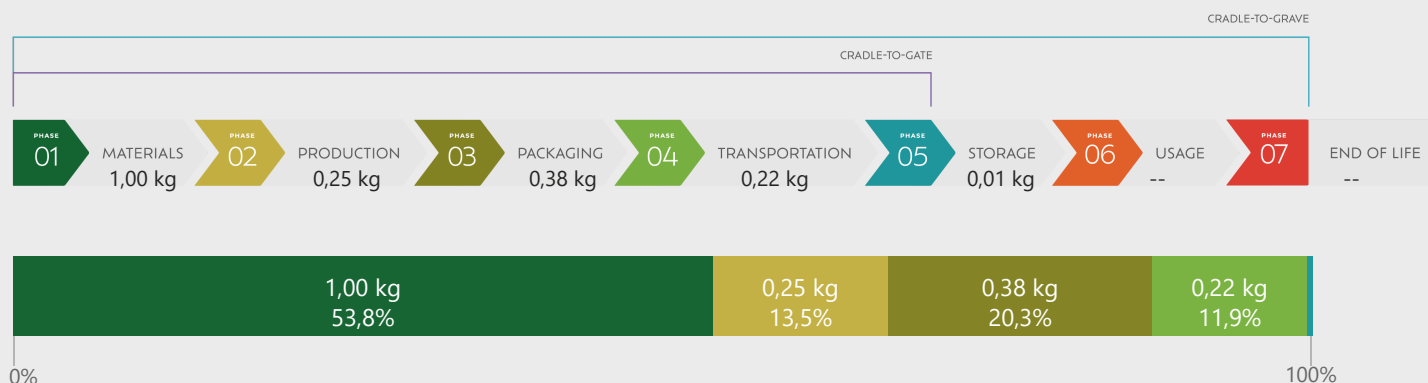 CRADLE-TO-GRAVE
CRADLE-TO-GATE
PHASE
01
MATERIALS
1,00 kg
PHASE
02
PRODUCTION
0,25 kg
PHASE
03
PACKAGING
0,38 kg
PHASE
04
TRANSPORTATION
0,22 kg
PHASE
05
STORAGE
0,01 kg
PHASE
06
USAGE
--
PHASE
07
END OF LIFE
--
1,00 kg
53,8%
0,25 kg
13,5%
0,38 kg
20,3%
0,22 kg
11,9%
0%
100%